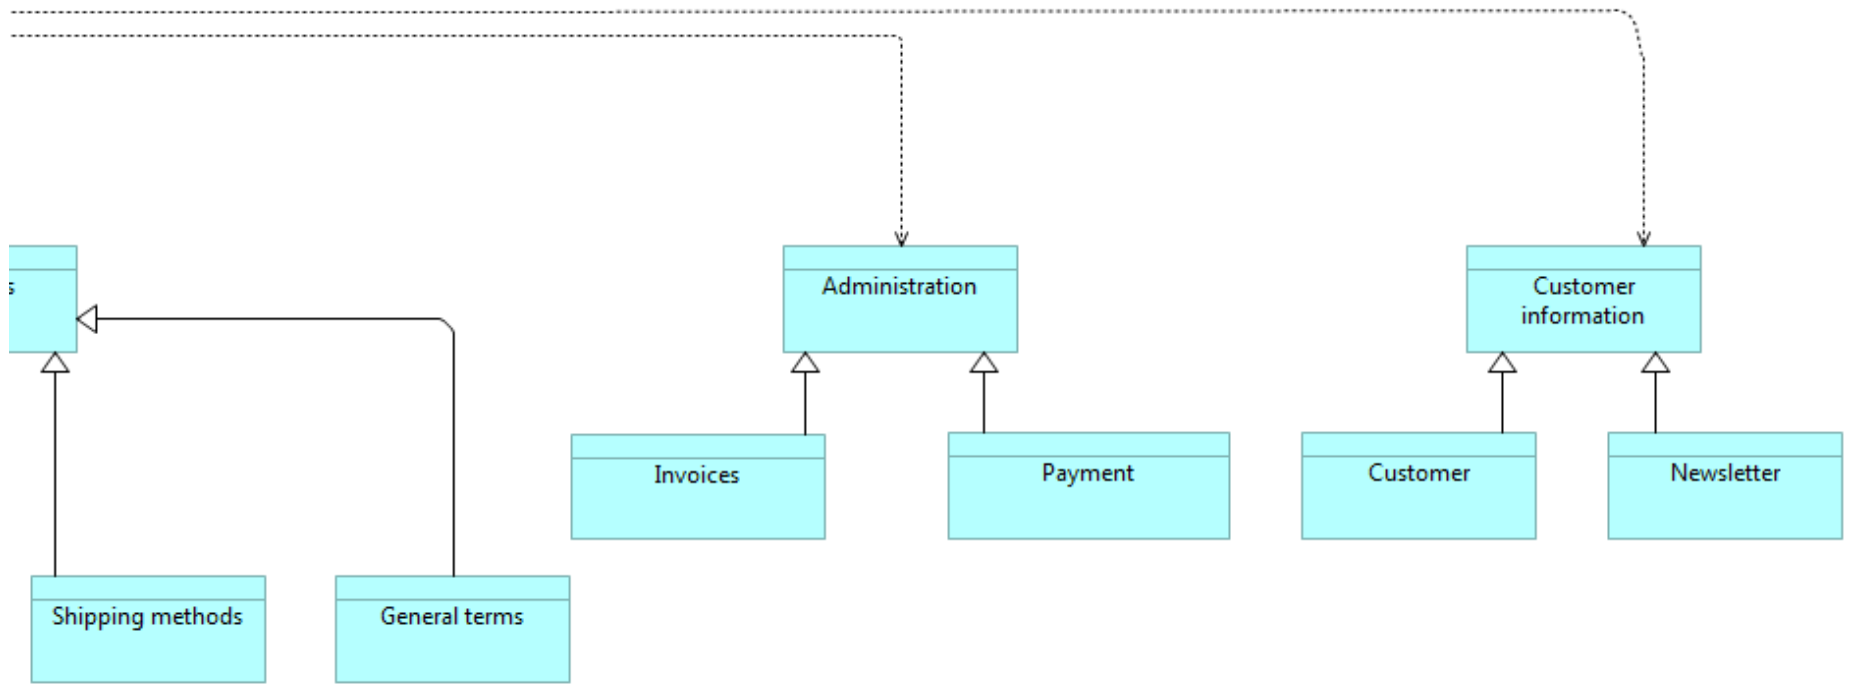 Administration
Customer
information
Invoices
Payment
Customer
Newsletter
Shipping methods
General terms